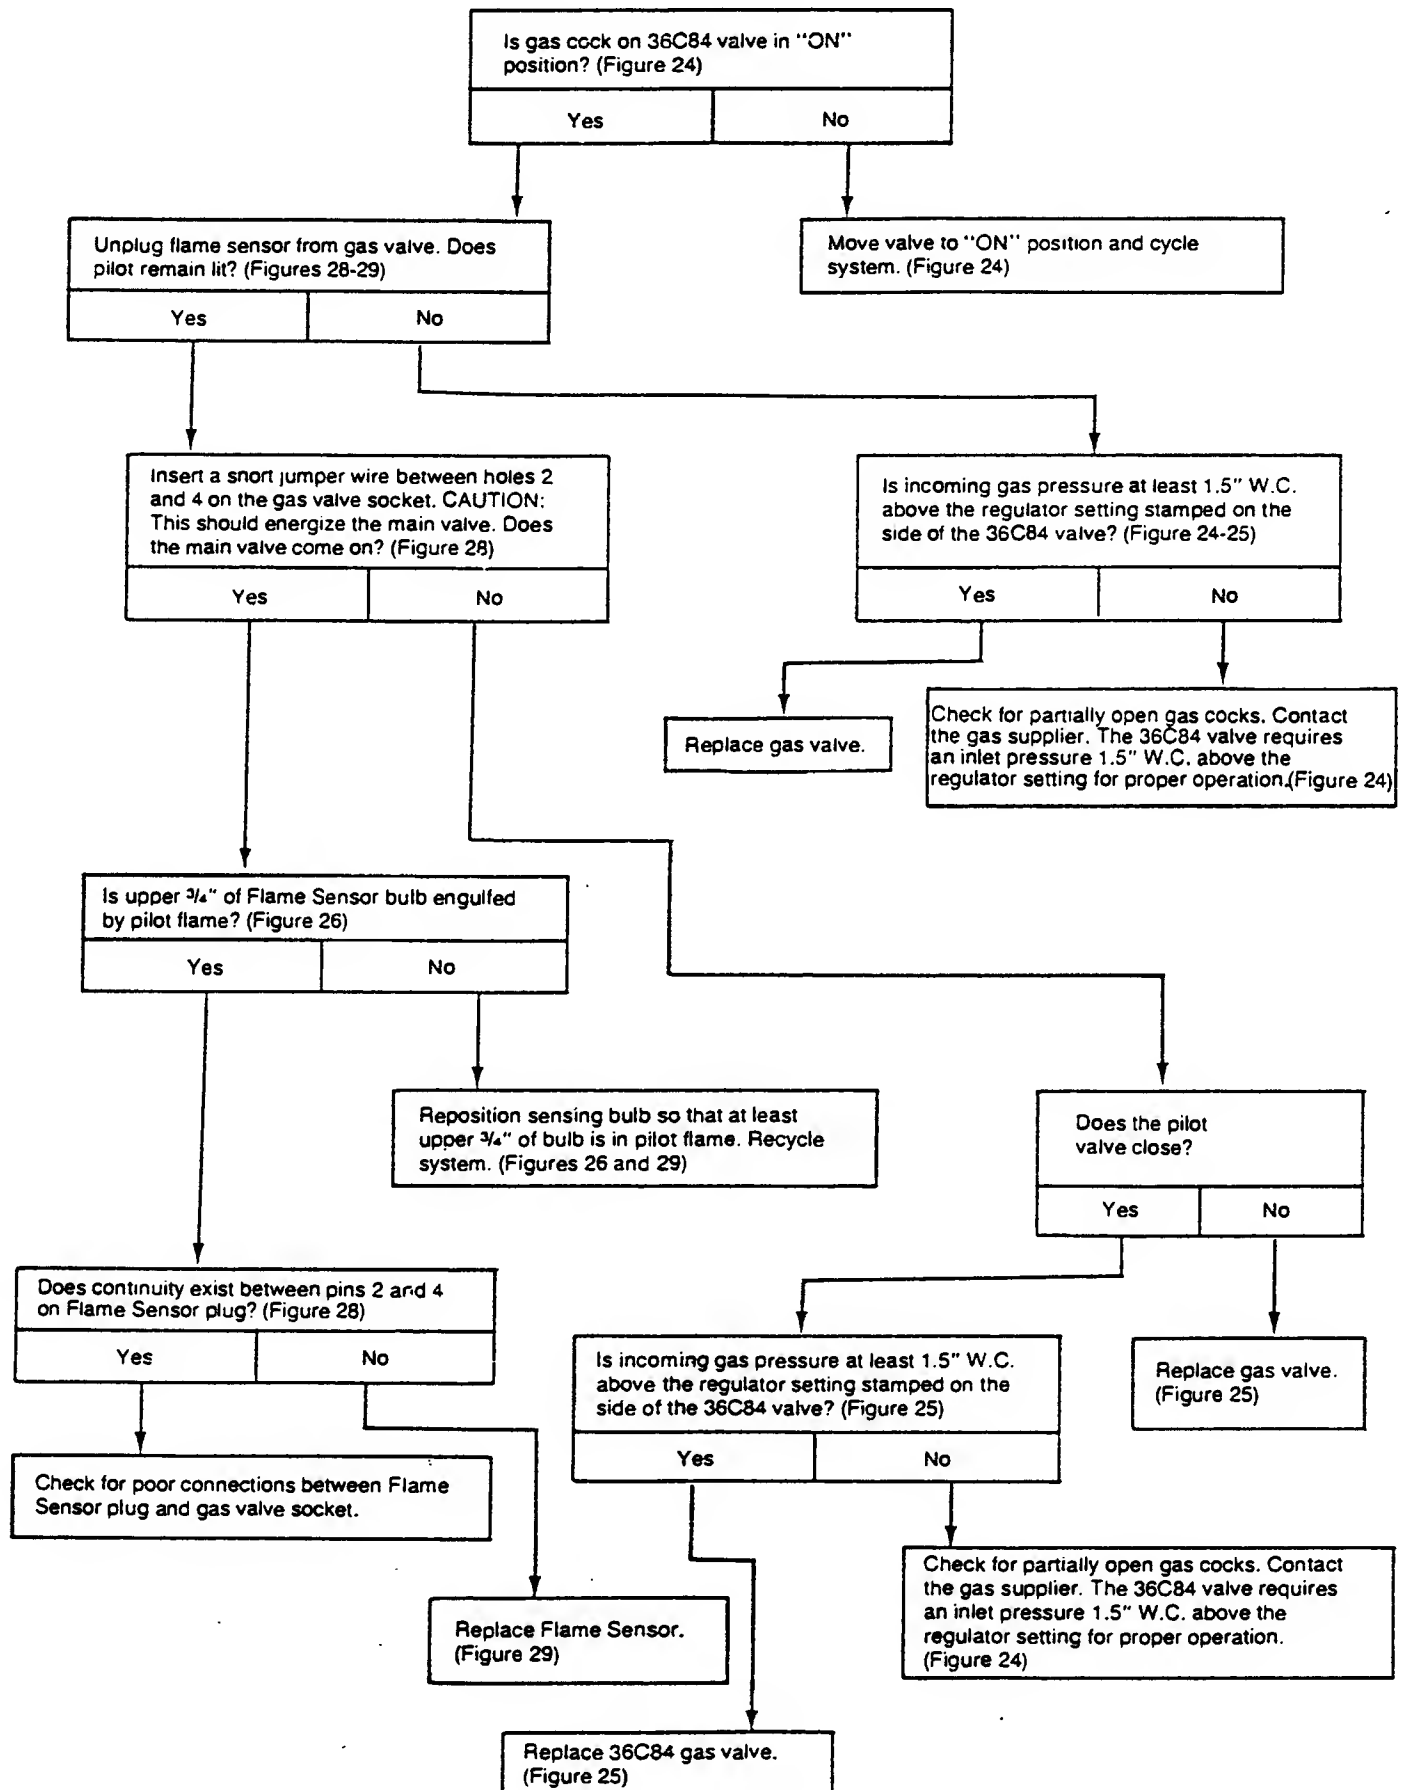 Is gas cock on 36C84 valve in "ON"
position? (Figure 24)
Yes
No
Unplug flame sensor from gas valve. Does
pilot remain lit? (Figures 28-29)
Yes
No
Move valve to "ON" position and cycle
system. (Figure 24)
Insert a snort jumper wire between holes 2
and 4 on the gas valve socket. CAUTION:
This should energize the main valve. Does
the main valve come on? (Figure 28)
Yes
No
Is incoming gas pressure at least 1.5" W.C.
above the regulator setting stamped on the
side of the 36C84 valve? (Figure 24-25)
Yes
No
Replace gas valve.
Check for partially open gas cocks. Contact
the gas supplier. The 36C84 valve requires
an inlet pressure 1.5" W.C. above the
regulator setting for proper operation.(Figure 24)
Is upper 3/4" of Flame Sensor bulb engulfed
by pilot flame? (Figure 26)
Yes
No
Reposition sensing bulb so that at least
upper 3/4" of bulb is in pilot flame. Recycle
system. (Figures 26 and 29)
Does the pilot
valve close?
Yes
No
Does continuity exist between pins 2 and 4
on Flame Sensor plug? (Figure 28)
Yes
No
Is incoming gas pressure at least 1.5" W.C.
above the regulator setting stamped on the
side of the 36C84 valve? (Figure 25)
Yes
No
Replace gas valve.
(Figure 25)
Check for poor connections between Flame
Sensor plug and gas valve socket.
Replace Flame Sensor.
(Figure 29)
Check for partially open gas cocks. Contact
the gas supplier. The 36C84 valve requires
an inlet pressure 1.5" W.C. above the
regulator setting for proper operation.
(Figure 24)
Replace 36C84 gas valve.
(Figure 25)